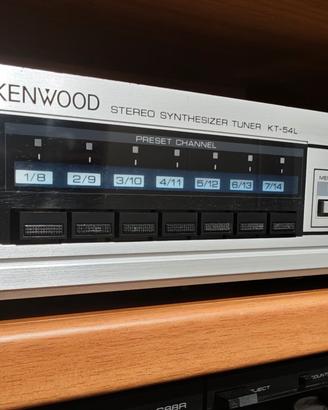 KENWOOD STEREO SYNTHESIZER TUNER KT-54L
PRESET CHANNEL
1/8 2/9 3/10 4/11 5/12 6/13 7/14